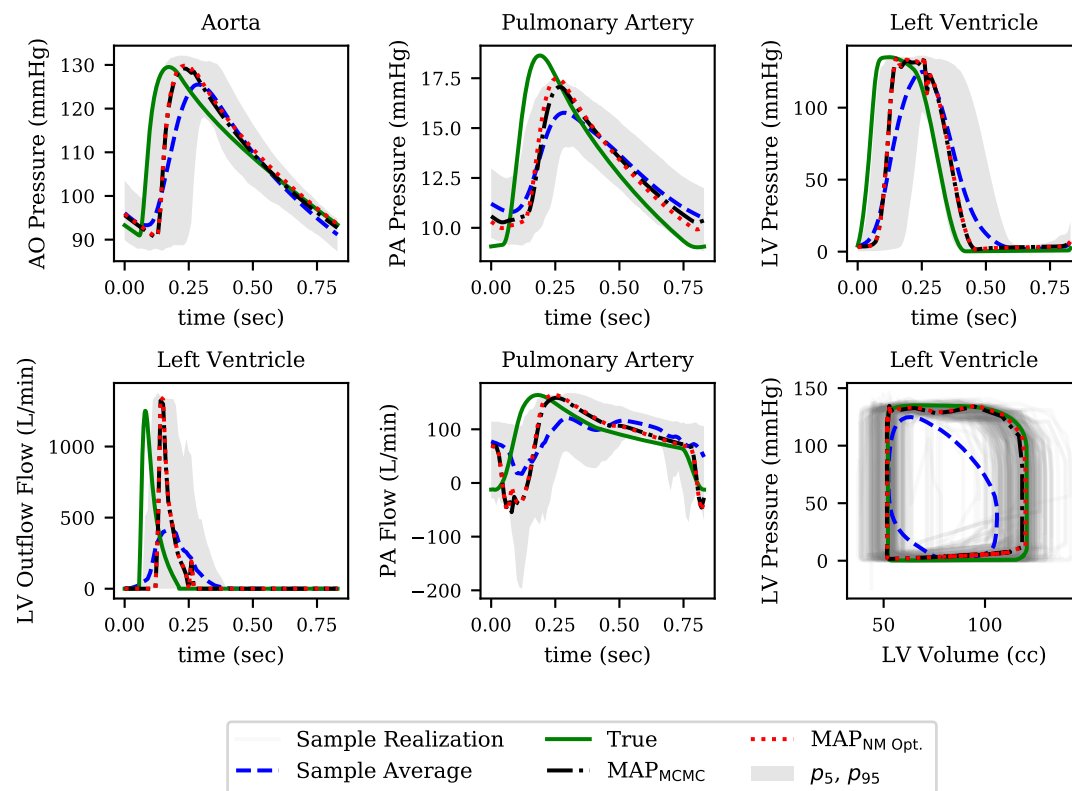 Aorta
AO Pressure (mmHg)
130
120
110
100
90
0.00 0.25 0.50 0.75
time (sec)
Pulmonary Artery
PA Pressure (mmHg)
17.5
15.0
12.5
10.0
0.00 0.25 0.50 0.75
time (sec)
Left Ventricle
LV Pressure (mmHg)
100
50
0
0.00 0.25 0.50 0.75
time (sec)
Left Ventricle
LV Outflow Flow (L/min)
1000
500
0
0.00 0.25 0.50 0.75
time (sec)
Pulmonary Artery
PA Flow (L/min)
100
0
−100
−200
0.00 0.25 0.50 0.75
time (sec)
Left Ventricle
LV Pressure (mmHg)
150
100
50
0
50 100
LV Volume (cc)
Sample Realization
Sample Average
True
MAP_MCMC
MAP_NM Opt.
p₅, p₉₅